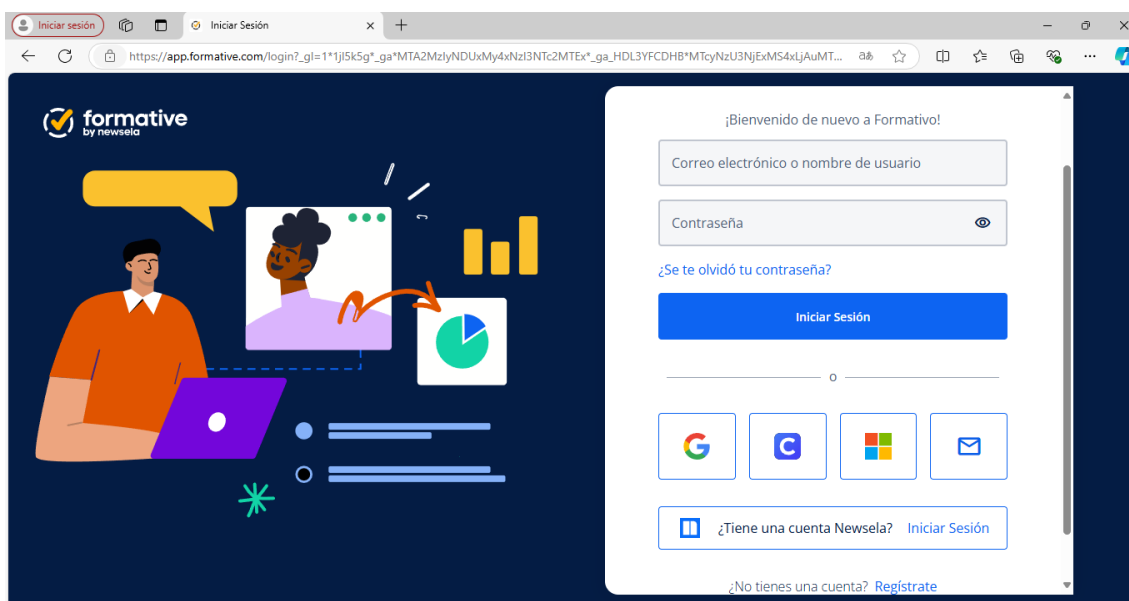 Iniciar sesión
Iniciar Sesión
https://app.formative.com/login?_gl=1*1jl5k5g*_ga*MTA2MzIyNDUxMy4xNzI3NTc2MTEx*_ga_HDL3YFCDHB*MTcyNzU3NjExMS4xLjAuMT...
formative
by newsela
¡Bienvenido de nuevo a Formativo!
Correo electrónico o nombre de usuario
Contraseña
¿Se te olvidó tu contraseña?
Iniciar Sesión
o
¿Tiene una cuenta Newsela? Iniciar Sesión
¿No tienes una cuenta? Regístrate